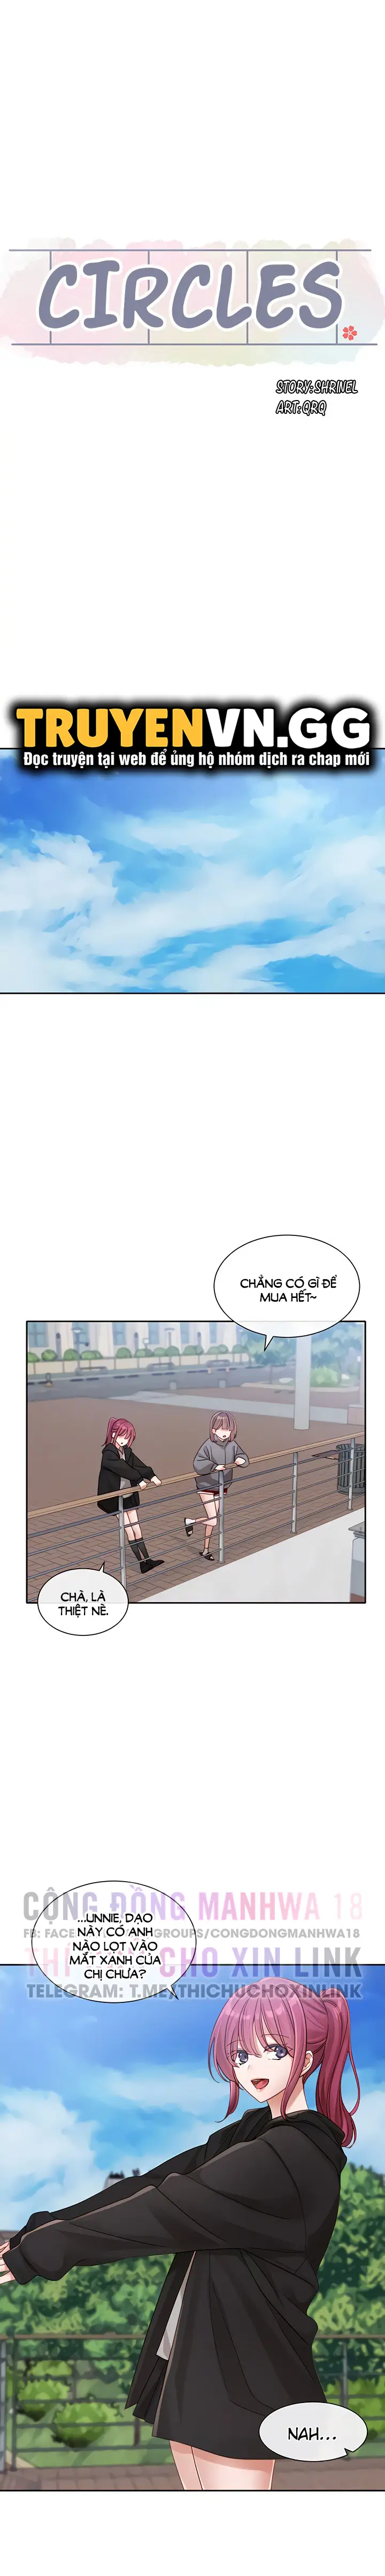 CIRCLES
STORY: SHRINEL
ART: QRQ
TRUYENVN.GG
Đọc truyện tại web để ủng hộ nhóm dịch ra chap mới
CHẲNG CÓ GÌ ĐỂ
MUA HẾT~
CHÀ, LÀ
THIỆT NÈ.
CỘNG ĐỒNG MANHWA 18
...UNNIE, DẠO
NÀY CÓ ANH
NÀO LỌT VÀO
MẮT XANH CỦA
CHỊ CHƯA?
TELEGRAM: T.ME/THICHUCHOXINLINK
NAH...